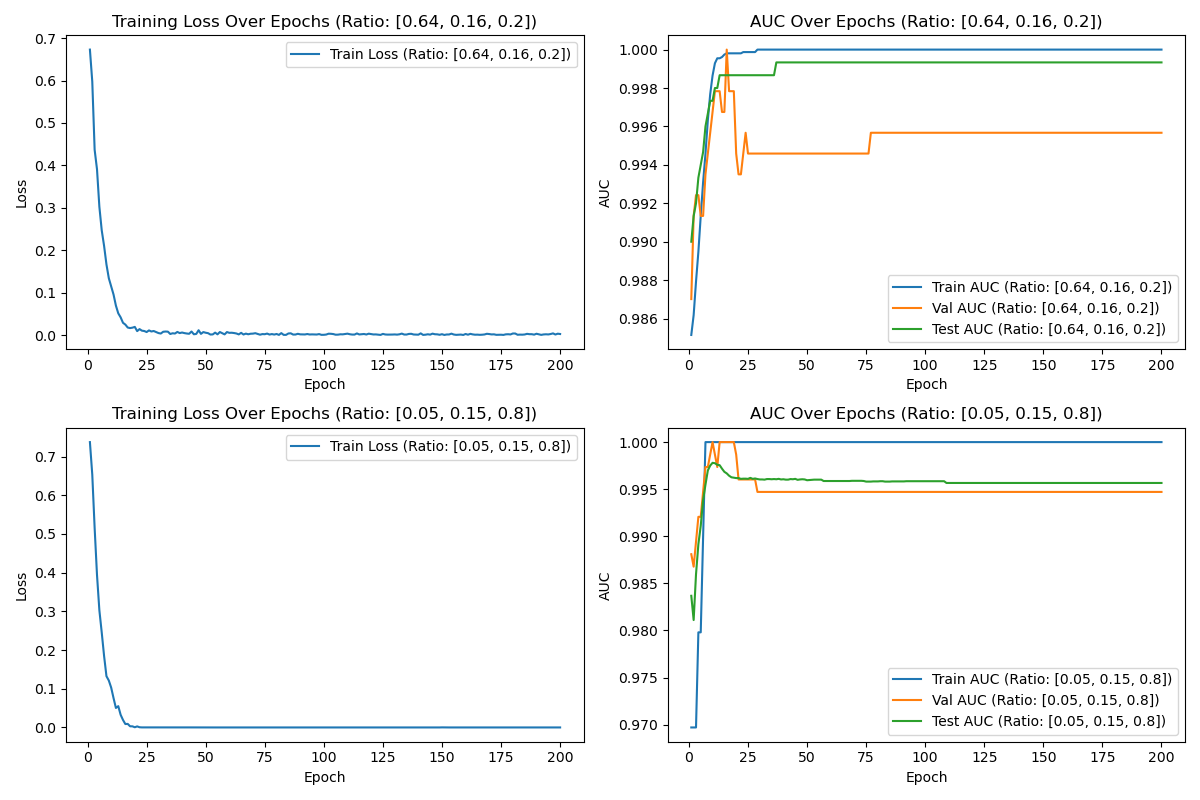 Training Loss Over Epochs (Ratio: [0.64, 0.16, 0.2])
0.7
0.6
0.5
0.4
0.3
0.2
0.1
0.0
Loss
Train Loss (Ratio: [0.64, 0.16, 0.2])
0 25 50 75 100 125 150 175 200
Epoch
AUC Over Epochs (Ratio: [0.64, 0.16, 0.2])
1.000
0.998
0.996
0.994
0.992
0.990
0.988
0.986
AUC
Train AUC (Ratio: [0.64, 0.16, 0.2])
Val AUC (Ratio: [0.64, 0.16, 0.2])
Test AUC (Ratio: [0.64, 0.16, 0.2])
0 25 50 75 100 125 150 175 200
Epoch
Training Loss Over Epochs (Ratio: [0.05, 0.15, 0.8])
0.7
0.6
0.5
0.4
0.3
0.2
0.1
0.0
Loss
Train Loss (Ratio: [0.05, 0.15, 0.8])
0 25 50 75 100 125 150 175 200
Epoch
AUC Over Epochs (Ratio: [0.05, 0.15, 0.8])
1.000
0.995
0.990
0.985
0.980
0.975
0.970
AUC
Train AUC (Ratio: [0.05, 0.15, 0.8])
Val AUC (Ratio: [0.05, 0.15, 0.8])
Test AUC (Ratio: [0.05, 0.15, 0.8])
0 25 50 75 100 125 150 175 200
Epoch